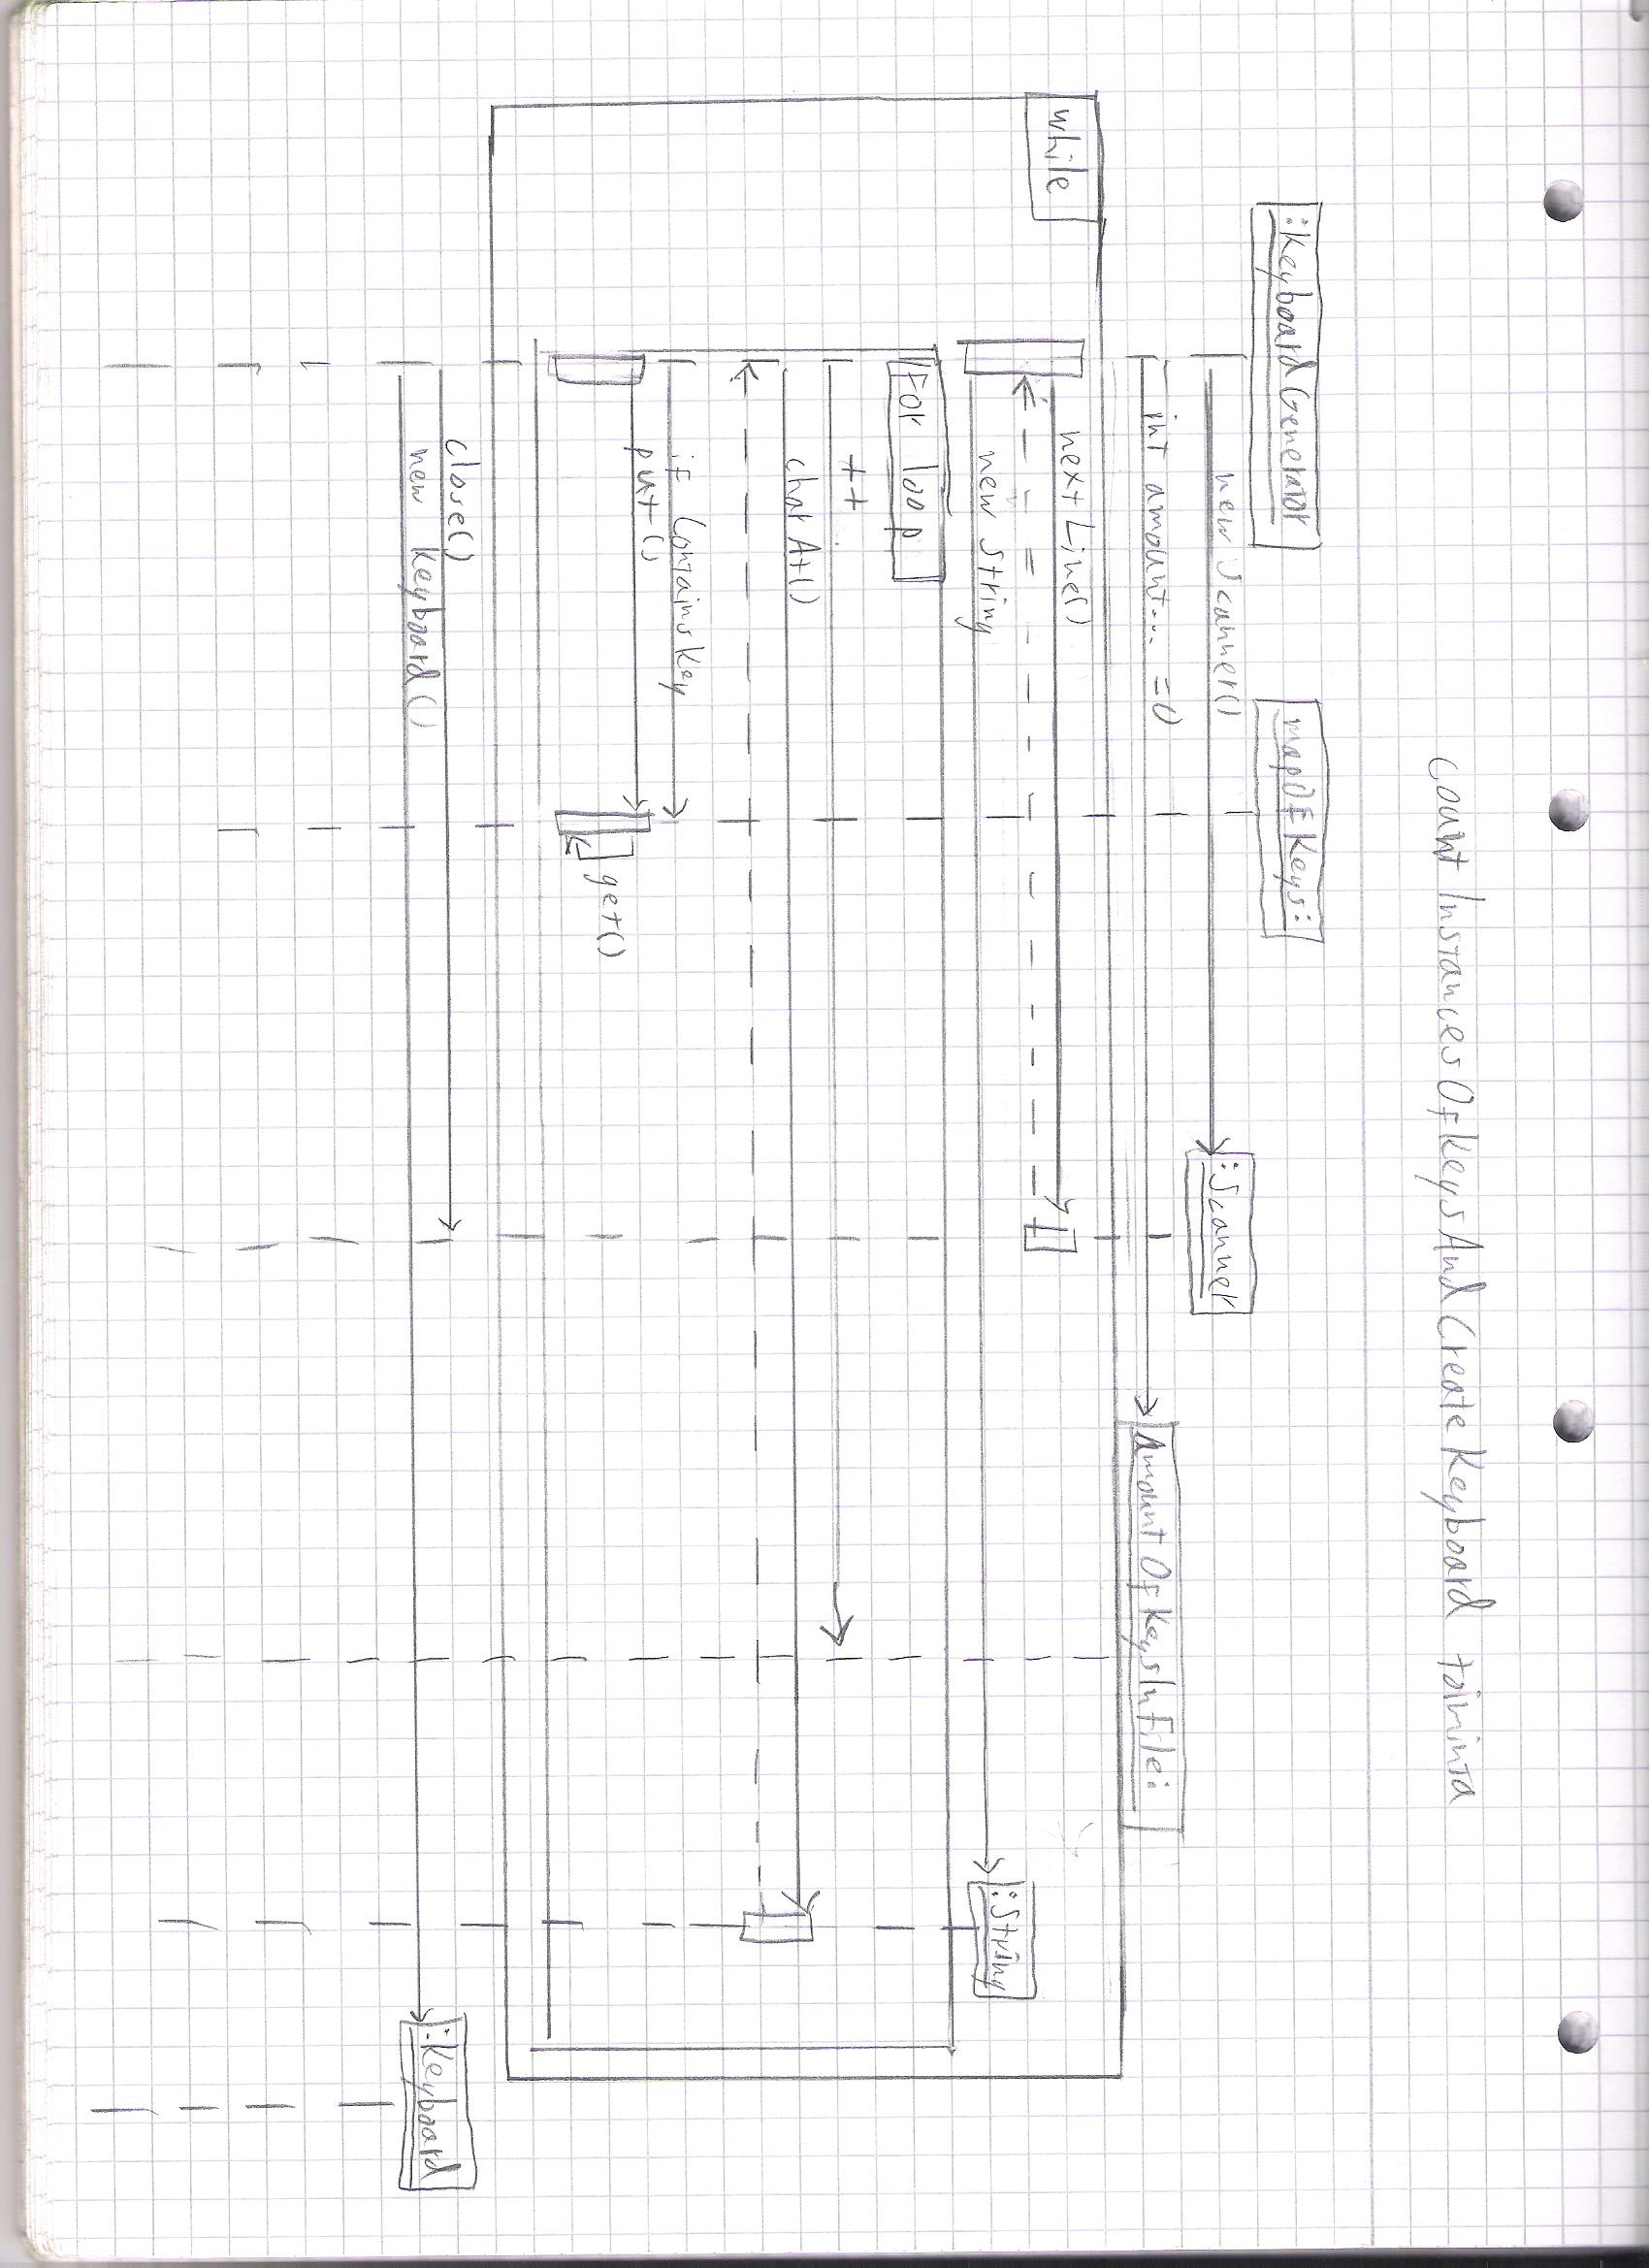 CountInstancesOfKeysAndCreateKeyboard toiminta
:KeyboardGenerator
mapOfKeys:
new Scanner()
:Scanner
int amount... = 0
AmountOfKeysInFile:
while
nextLine()
new String
:String
For loop
++
charAt()
if containsKey
put()
get()
close()
new Keyboard()
:Keyboard